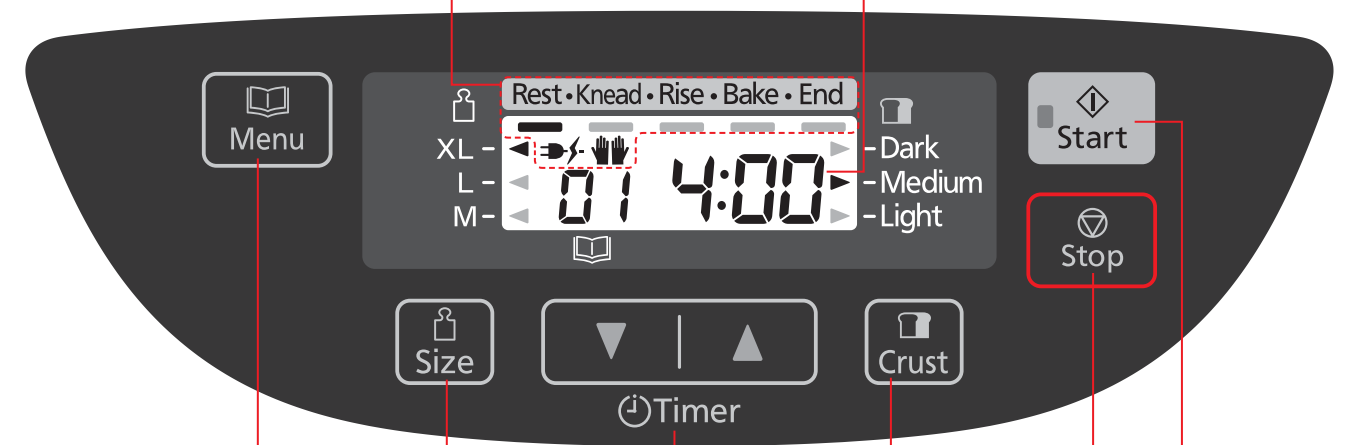 Menu
Rest • Knead • Rise • Bake • End
XL
L
M
01 4:00
Dark
Medium
Light
Start
Stop
Size
Timer
Crust